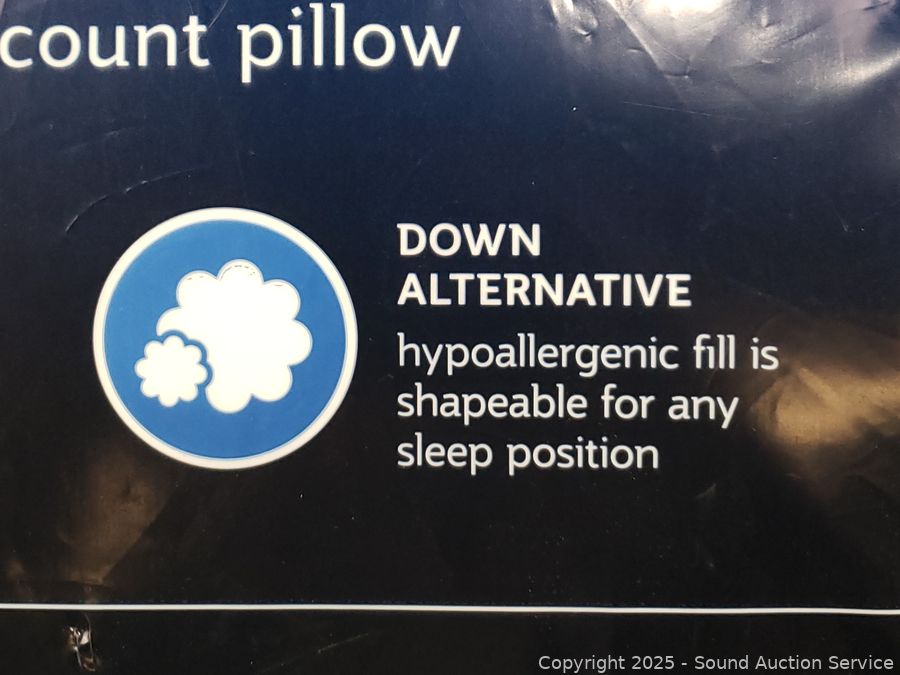 count pillow
DOWN
ALTERNATIVE
hypoallergenic fill is
shapeable for any
sleep position
Copyright 2025 - Sound Auction Service